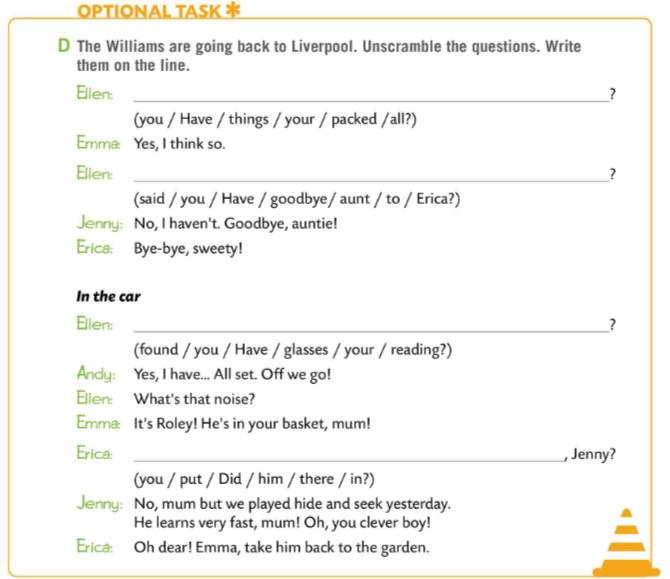 OPTIONAL TASK *
D The Williams are going back to Liverpool. Unscramble the questions. Write
them on the line.
Ellen: ______________________________?
(you / Have / things / your / packed /all?)
Emma: Yes, I think so.
Ellen: ______________________________?
(said / you / Have / goodbye/ aunt / to / Erica?)
Jenny: No, I haven't. Goodbye, auntie!
Erica: Bye-bye, sweety!
In the car
Ellen: ______________________________?
(found / you / Have / glasses / your / reading?)
Andy: Yes, I have... All set. Off we go!
Ellen: What's that noise?
Emma: It's Roley! He's in your basket, mum!
Erica: ______________________________, Jenny?
(you / put / Did / him / there / in?)
Jenny: No, mum but we played hide and seek yesterday.
He learns very fast, mum! Oh, you clever boy!
Erica: Oh dear! Emma, take him back to the garden.